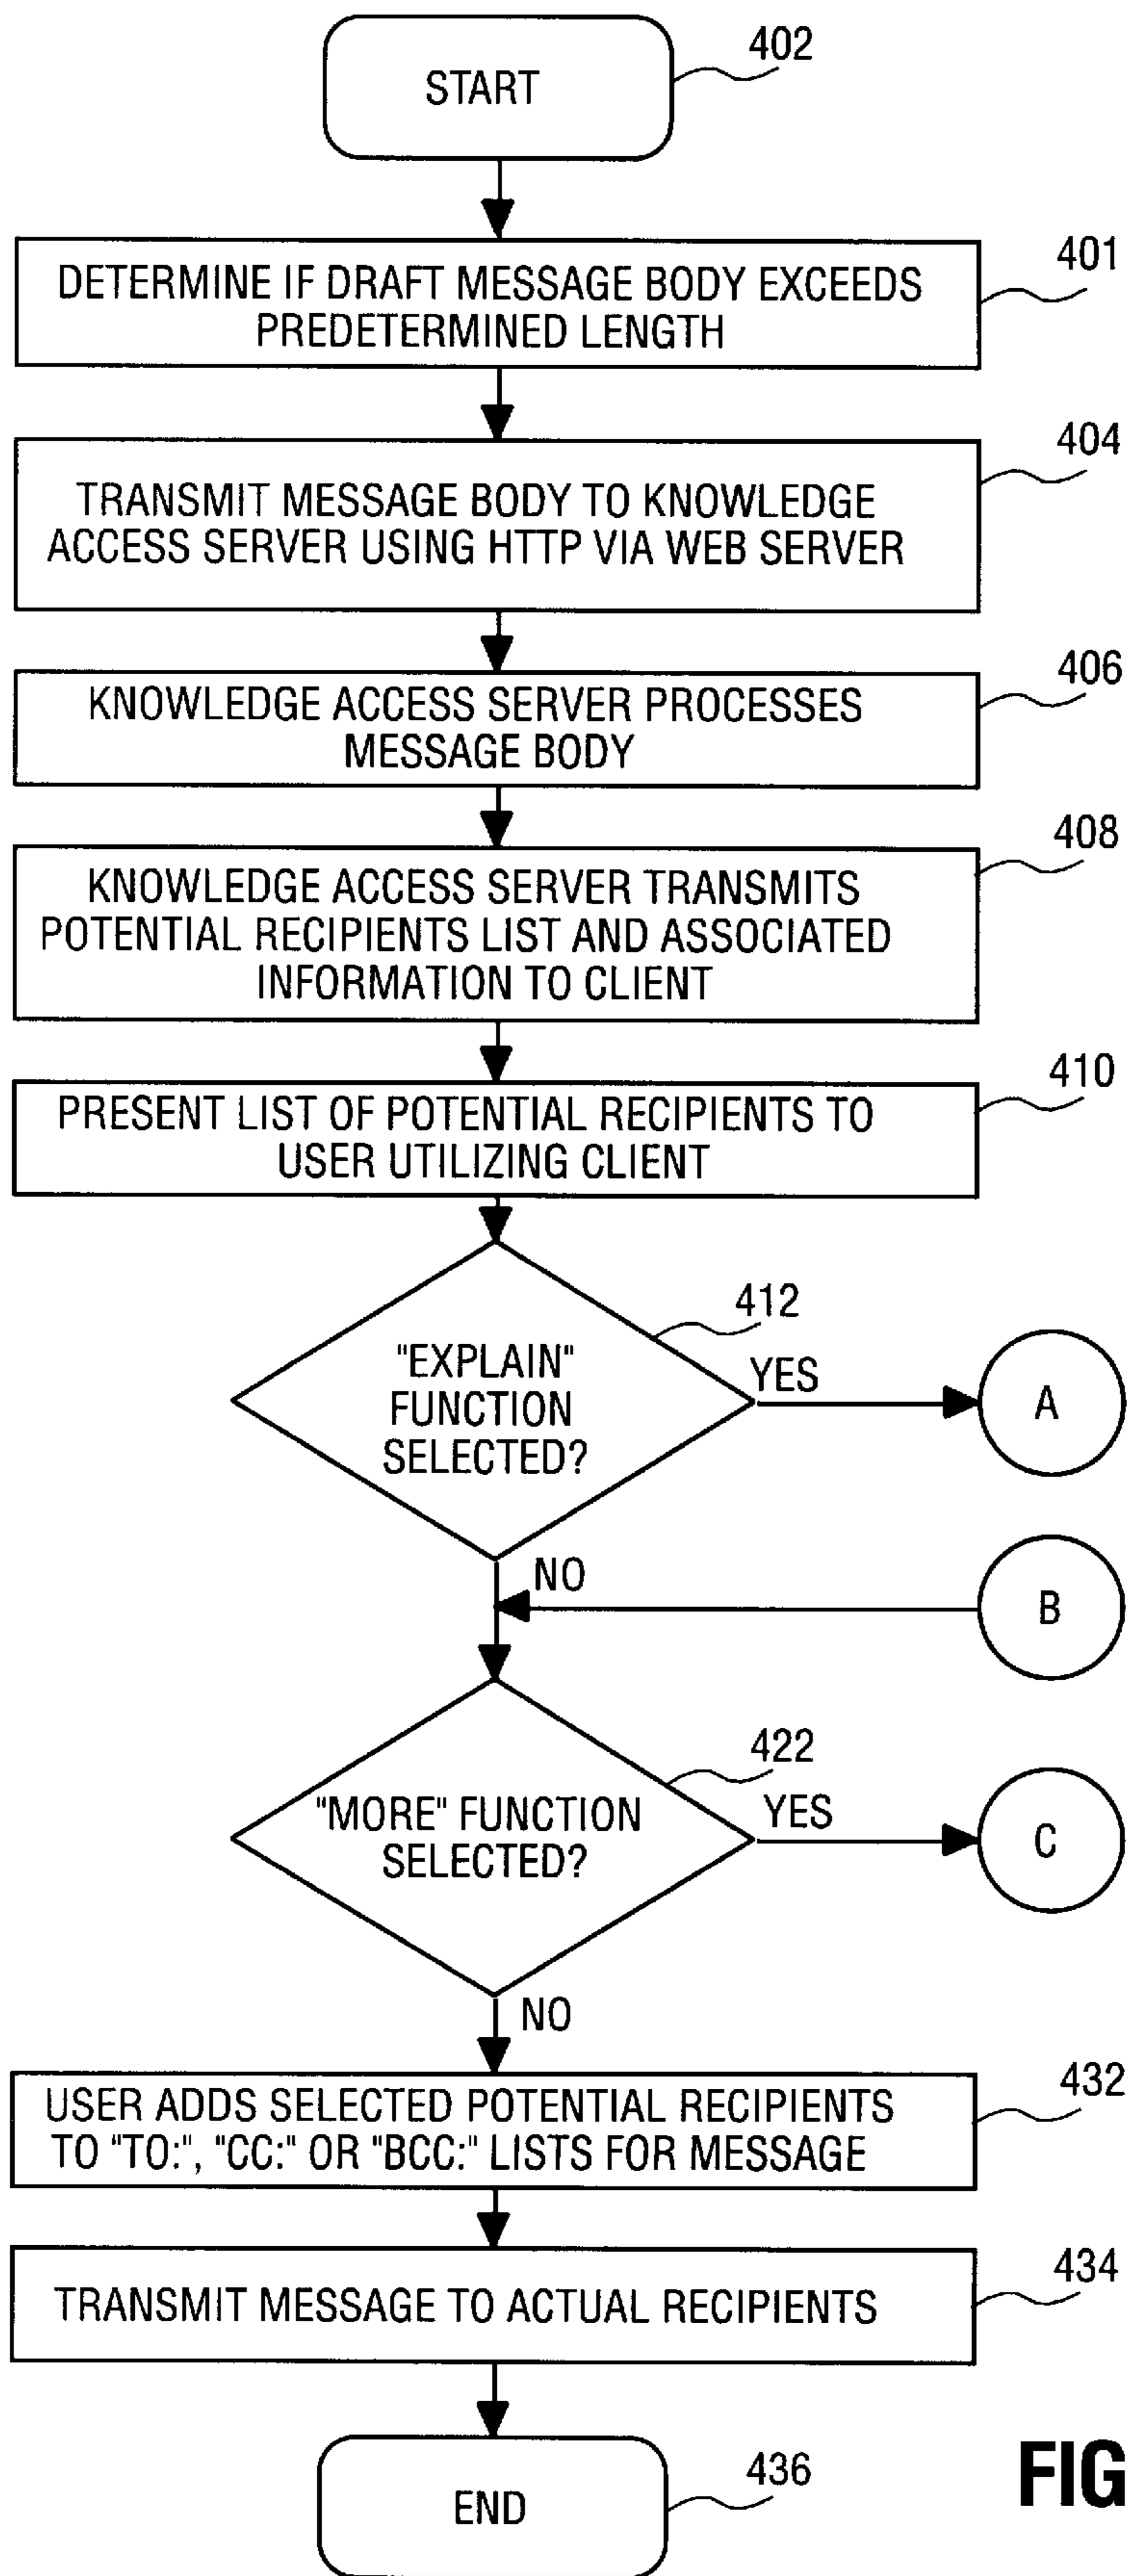 START
402
DETERMINE IF DRAFT MESSAGE BODY EXCEEDS
PREDETERMINED LENGTH
401
TRANSMIT MESSAGE BODY TO KNOWLEDGE
ACCESS SERVER USING HTTP VIA WEB SERVER
404
KNOWLEDGE ACCESS SERVER PROCESSES
MESSAGE BODY
406
KNOWLEDGE ACCESS SERVER TRANSMITS
POTENTIAL RECIPIENTS LIST AND ASSOCIATED
INFORMATION TO CLIENT
408
PRESENT LIST OF POTENTIAL RECIPIENTS TO
USER UTILIZING CLIENT
410
"EXPLAIN"
FUNCTION
SELECTED?
412
YES
A
NO
B
"MORE" FUNCTION
SELECTED?
422
YES
C
NO
USER ADDS SELECTED POTENTIAL RECIPIENTS
TO "TO:", "CC:" OR "BCC:" LISTS FOR MESSAGE
432
TRANSMIT MESSAGE TO ACTUAL RECIPIENTS
434
END
436
FIG